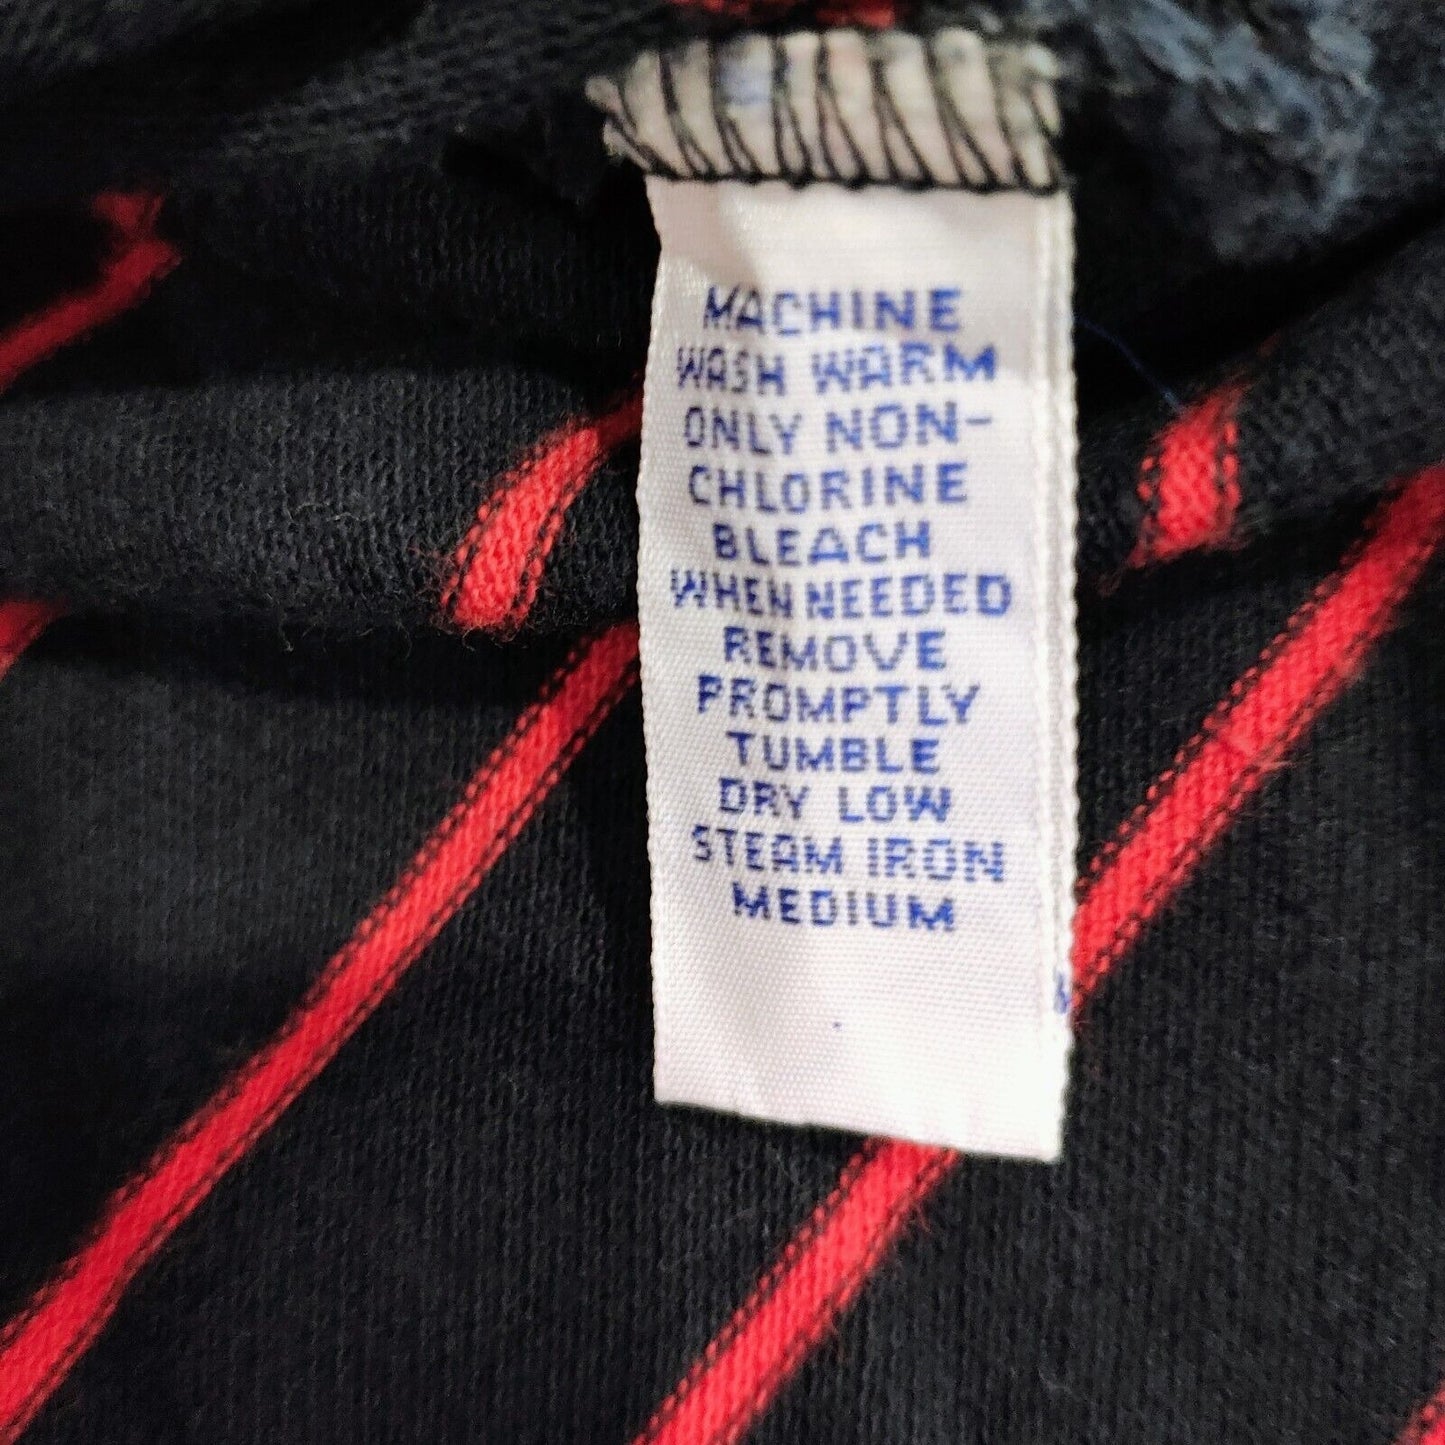 MACHINE
WASH WARM
ONLY NON-
CHLORINE
BLEACH
WHEN NEEDED
REMOVE
PROMPTLY
TUMBLE
DRY LOW
STEAM IRON
MEDIUM